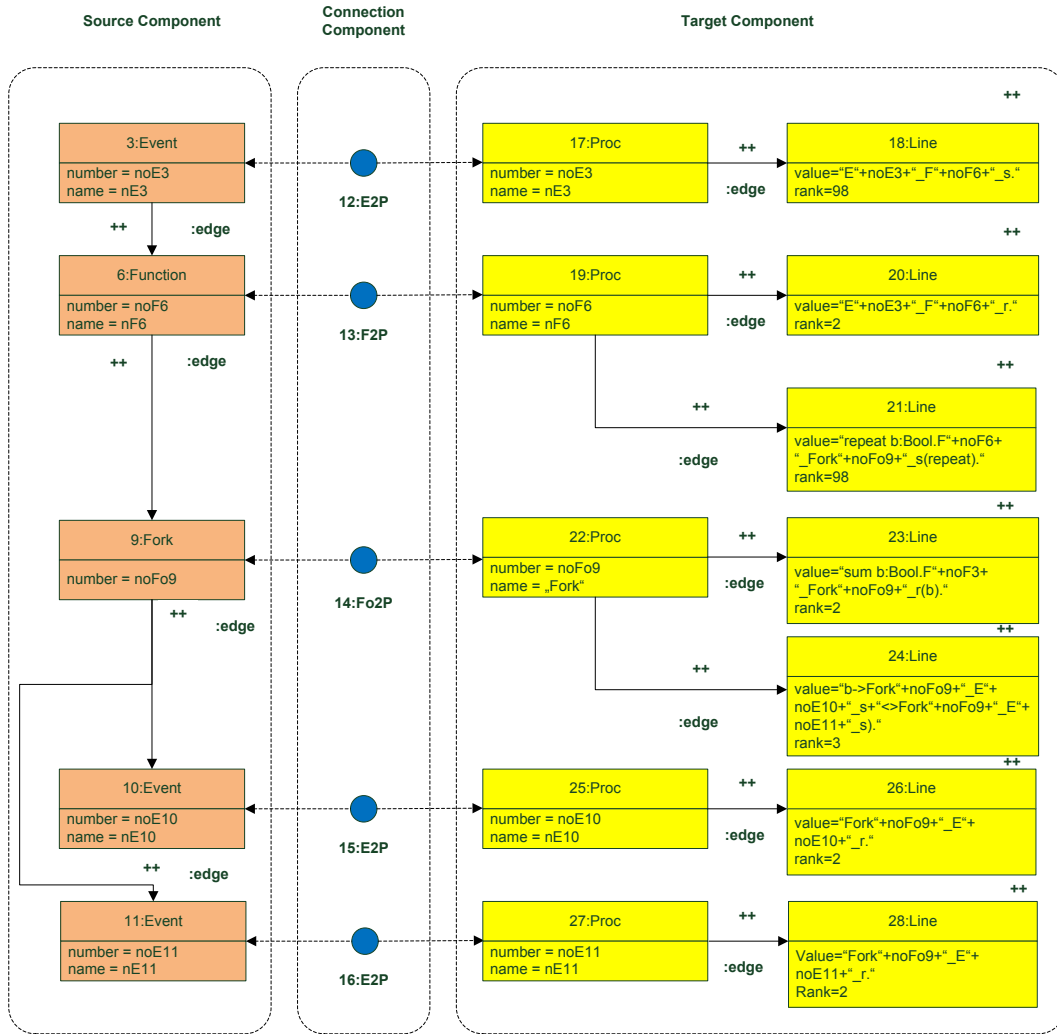 Source Component
Connection
Component
Target Component
++
3:Event
number = noE3
name = nE3
12:E2P
17:Proc
number = noE3
name = nE3
++
:edge
18:Line
value="E“+noE3+“_F“+noF6+“_s.“
rank=98
++
:edge
++
6:Function
number = noF6
name = nF6
13:F2P
19:Proc
number = noF6
name = nF6
++
:edge
20:Line
value="E“+noE3+“_F“+noF6+“_r.“
rank=2
++
:edge
++
++
:edge
21:Line
value=“repeat b:Bool.F“+noF6+
“_Fork“+noFo9+“_s(repeat).“
rank=98
++
9:Fork
number = noFo9
14:Fo2P
22:Proc
number = noFo9
name = „Fork“
++
:edge
23:Line
value=“sum b:Bool.F“+noF3+
“_Fork“+noFo9+“_r(b).“
rank=2
++
:edge
++
++
:edge
24:Line
value=“b->Fork“+noFo9+“_E“+
noE10+“_s+“<>Fork“+noFo9+“_E“+
noE11+“_s).“
rank=3
++
10:Event
number = noE10
name = nE10
15:E2P
25:Proc
number = noE10
name = nE10
++
:edge
26:Line
value=“Fork“+noFo9+“_E“+
noE10+“_r.“
rank=2
++
:edge
++
11:Event
number = noE11
name = nE11
16:E2P
27:Proc
number = noE11
name = nE11
++
:edge
28:Line
Value=“Fork“+noFo9+“_E“+
noE11+“_r.“
Rank=2